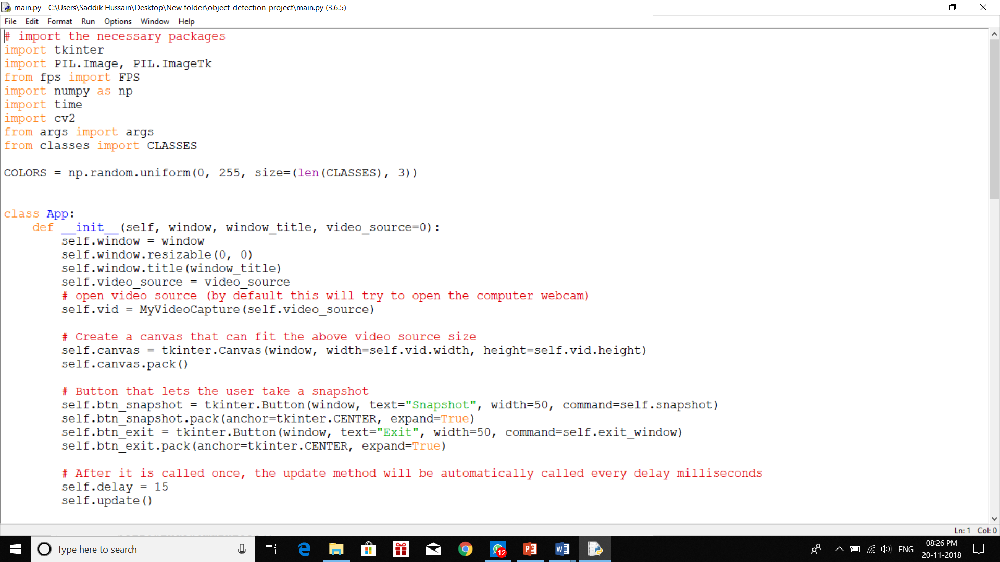 main.py - C:\Users\Saddik Hussain\Desktop\New folder\object_detection_project\main.py (3.6.5)
File Edit Format Run Options Window Help
# import the necessary packages
import tkinter
import PIL.Image, PIL.ImageTk
from fps import FPS
import numpy as np
import time
import cv2
from args import args
from classes import CLASSES

COLORS = np.random.uniform(0, 255, size=(len(CLASSES), 3))


class App:
    def __init__(self, window, window_title, video_source=0):
        self.window = window
        self.window.resizable(0, 0)
        self.window.title(window_title)
        self.video_source = video_source
        # open video source (by default this will try to open the computer webcam)
        self.vid = MyVideoCapture(self.video_source)

        # Create a canvas that can fit the above video source size
        self.canvas = tkinter.Canvas(window, width=self.vid.width, height=self.vid.height)
        self.canvas.pack()

        # Button that lets the user take a snapshot
        self.btn_snapshot = tkinter.Button(window, text="Snapshot", width=50, command=self.snapshot)
        self.btn_snapshot.pack(anchor=tkinter.CENTER, expand=True)
        self.btn_exit = tkinter.Button(window, text="Exit", width=50, command=self.exit_window)
        self.btn_exit.pack(anchor=tkinter.CENTER, expand=True)

        # After it is called once, the update method will be automatically called every delay milliseconds
        self.delay = 15
        self.update()
Ln: 1 Col: 0
Type here to search
12
ENG
08:26 PM
20-11-2018